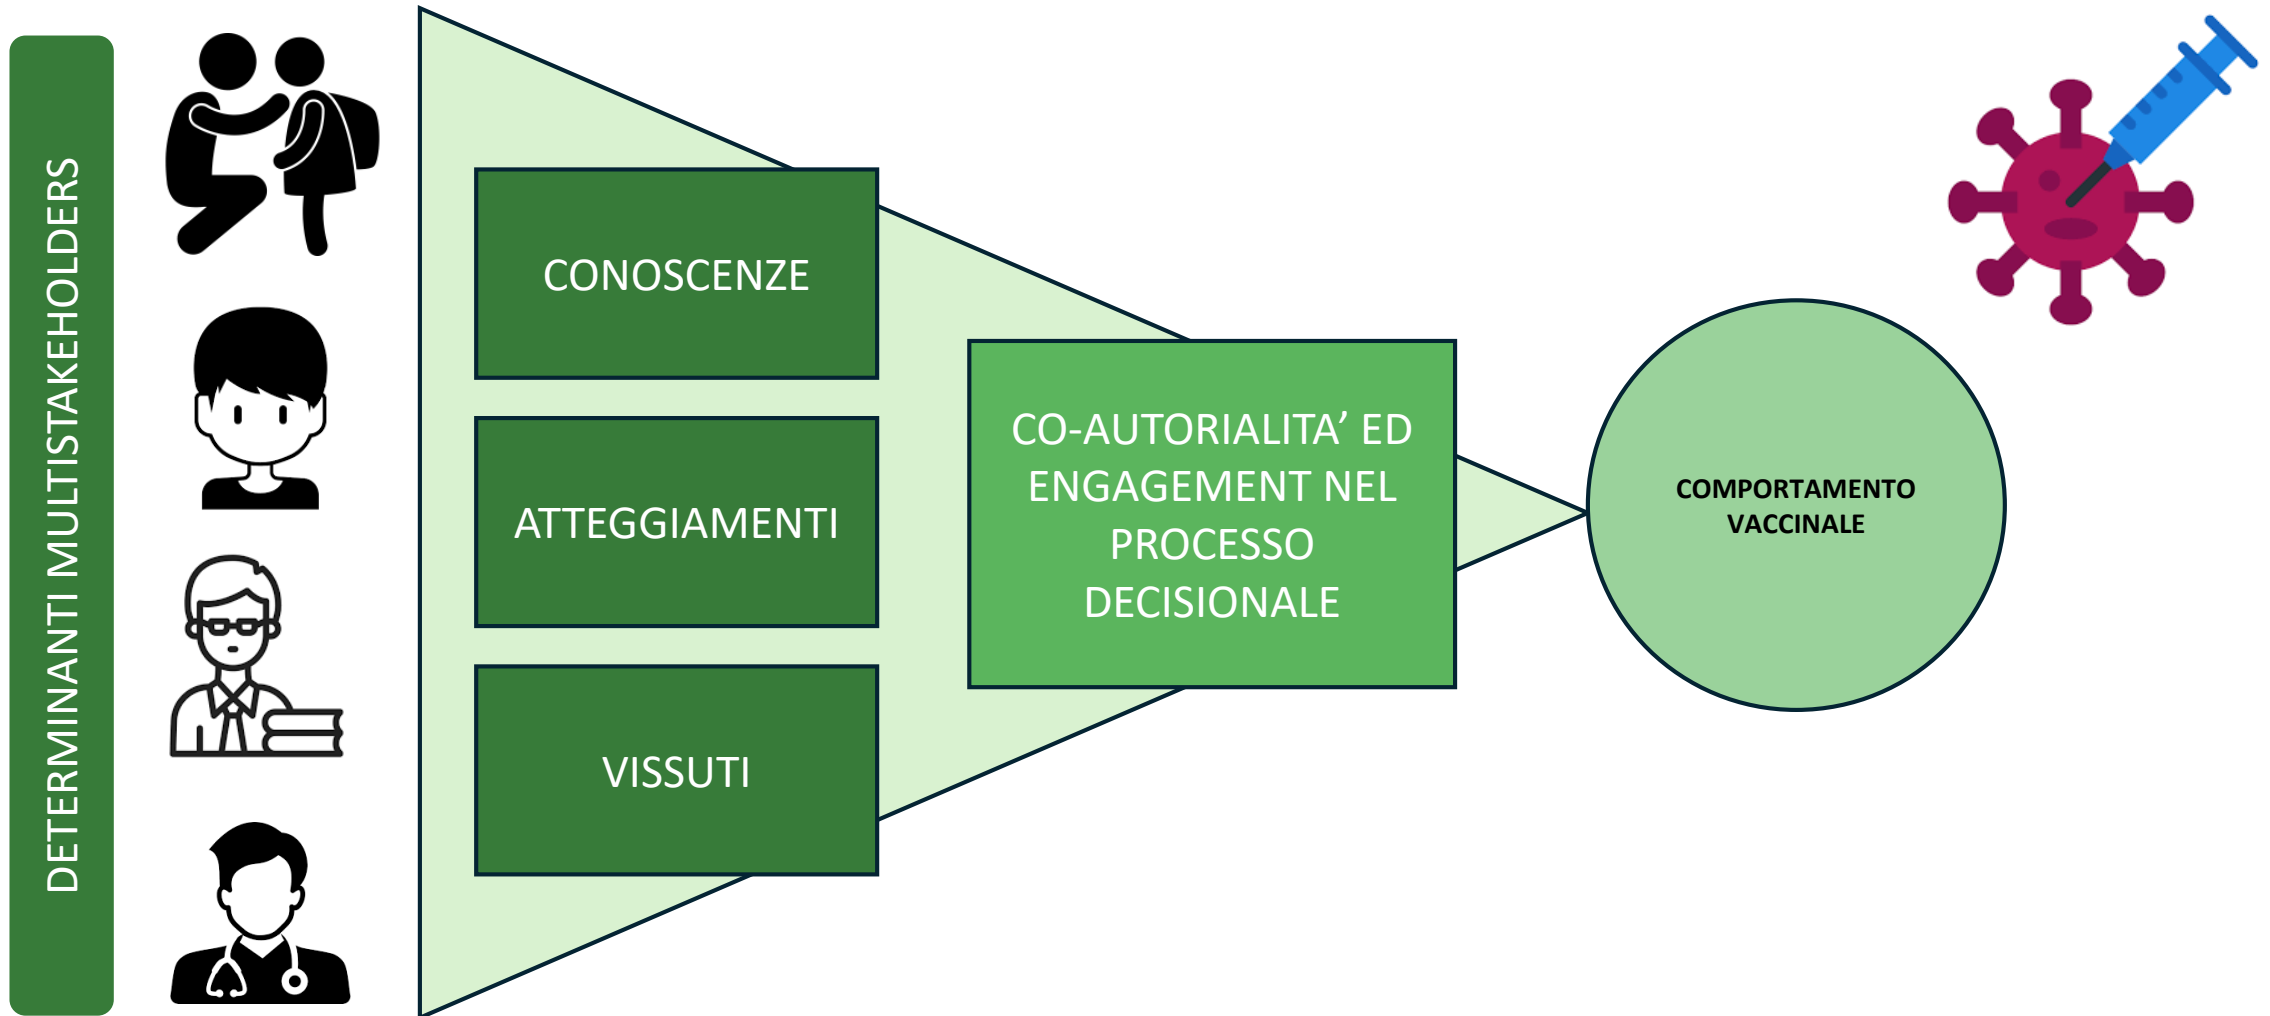 DETERMINANTI MULTISTAKEHOLDERS
CONOSCENZE
ATTEGGIAMENTI
VISSUTI
CO-AUTORIALITA’ ED
ENGAGEMENT NEL
PROCESSO
DECISIONALE
COMPORTAMENTO
VACCINALE